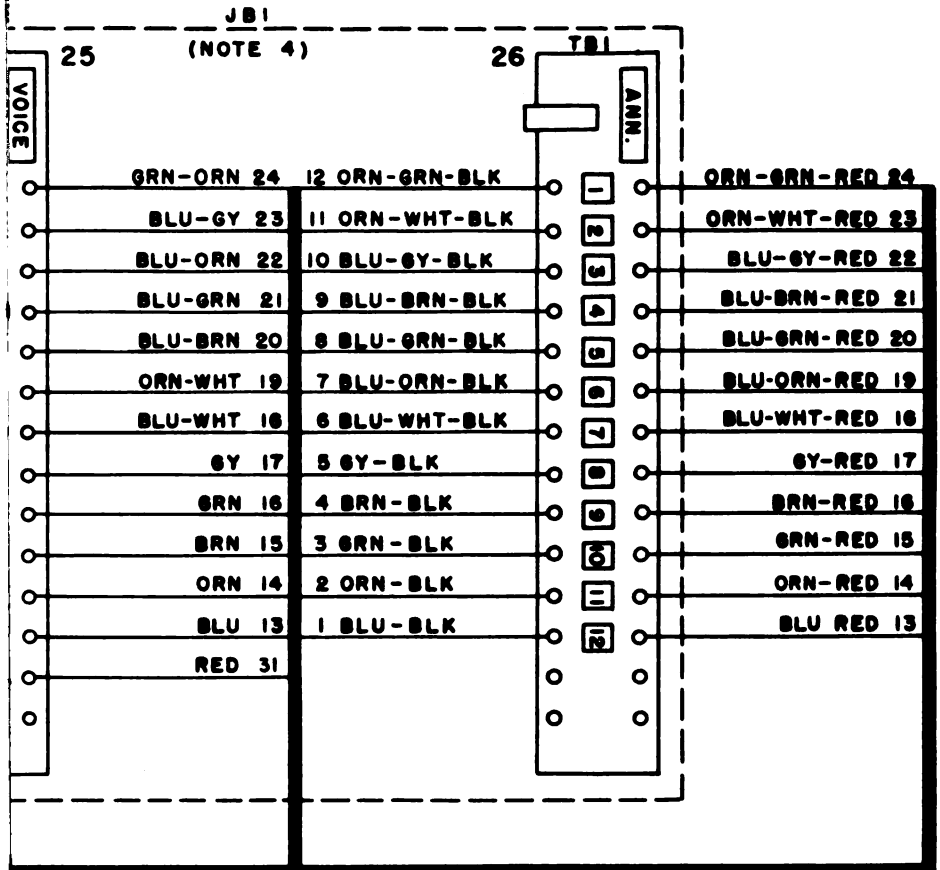 JB1
(NOTE 4)
25
26
TB1
VOICE
ANN.
GRN-ORN 24 12 ORN-GRN-BLK 1 ORN-GRN-RED 24
BLU-GY 23 11 ORN-WHT-BLK 2 ORN-WHT-RED 23
BLU-ORN 22 10 BLU-GY-BLK 3 BLU-GY-RED 22
BLU-GRN 21 9 BLU-BRN-BLK 4 BLU-BRN-RED 21
BLU-BRN 20 8 BLU-GRN-BLK 5 BLU-GRN-RED 20
ORN-WHT 19 7 BLU-ORN-BLK 6 BLU-ORN-RED 19
BLU-WHT 18 6 BLU-WHT-BLK 7 BLU-WHT-RED 18
GY 17 5 GY-BLK 8 GY-RED 17
GRN 16 4 BRN-BLK 9 BRN-RED 16
BRN 15 3 GRN-BLK 10 GRN-RED 15
ORN 14 2 ORN-BLK 11 ORN-RED 14
BLU 13 1 BLU-BLK 12 BLU RED 13
RED 31